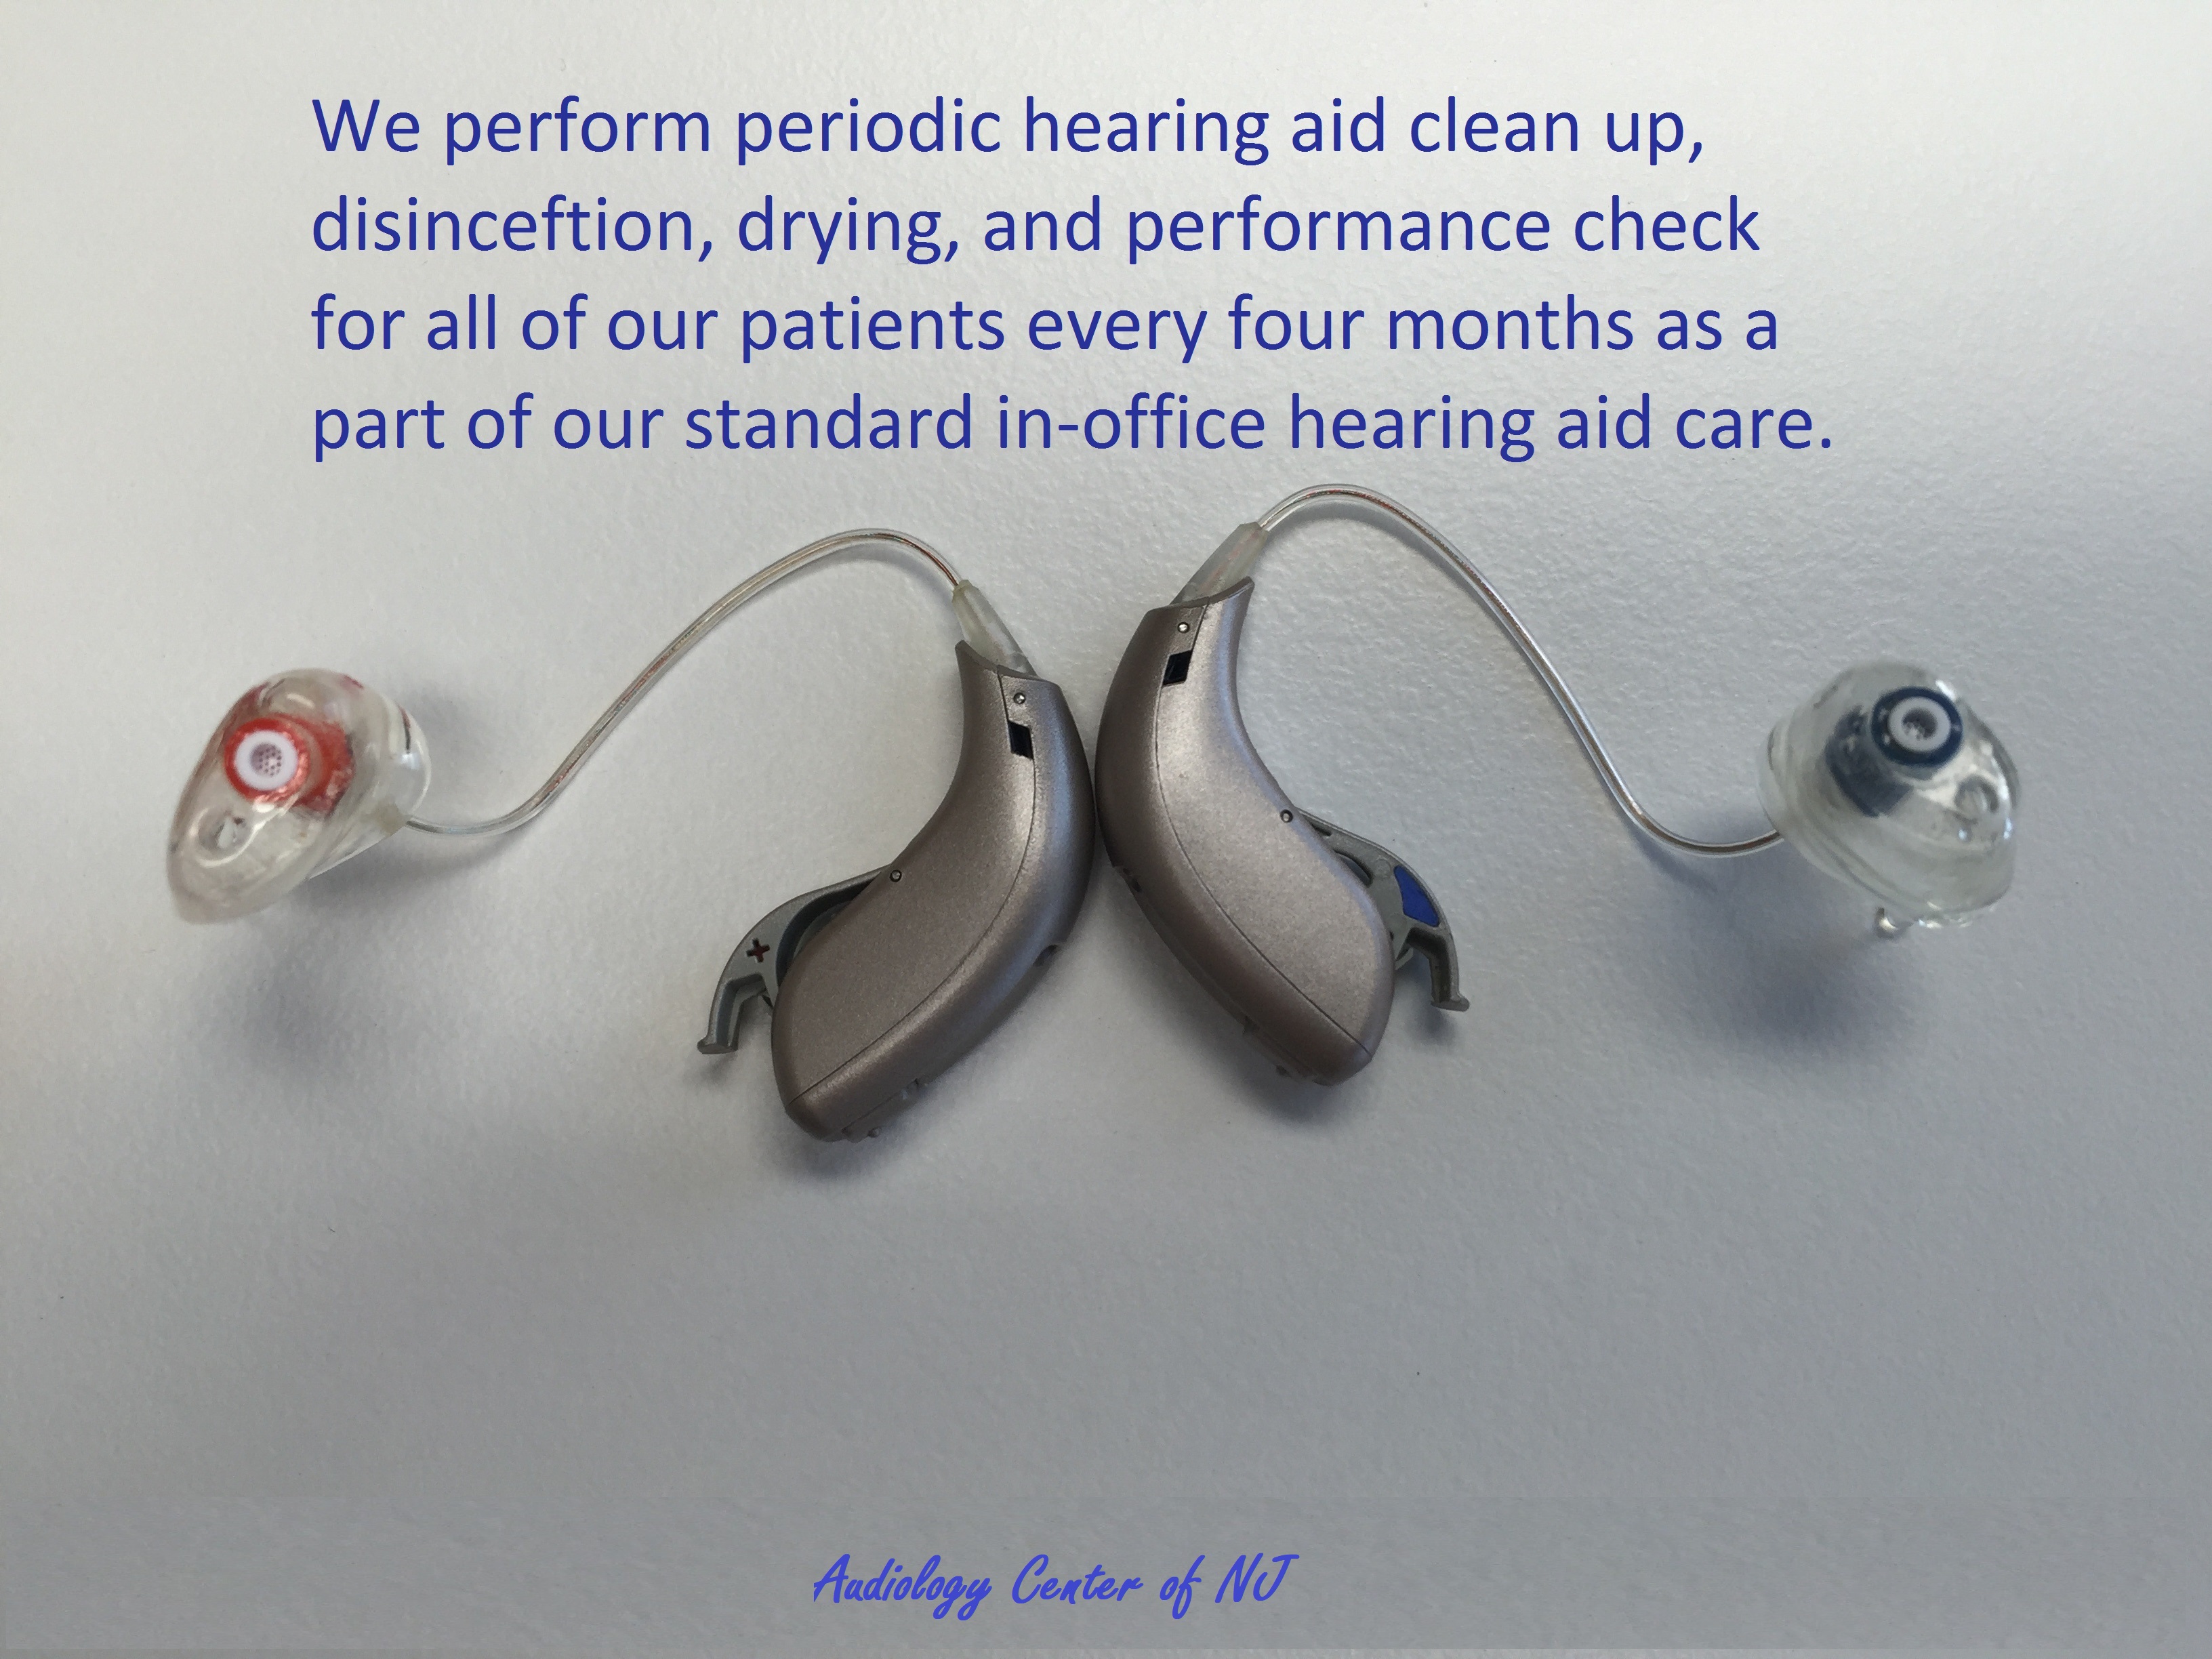 We perform periodic hearing aid clean up,
disinceftion, drying, and performance check
for all of our patients every four months as a
part of our standard in-office hearing aid care.
Audiology Center of NJ